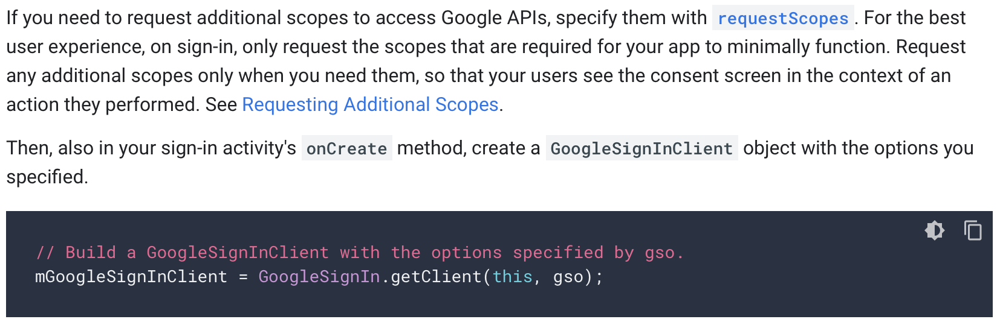 If you need to request additional scopes to access Google APIs, specify them with requestScopes. For the best
user experience, on sign-in, only request the scopes that are required for your app to minimally function. Request
any additional scopes only when you need them, so that your users see the consent screen in the context of an
action they performed. See Requesting Additional Scopes.
Then, also in your sign-in activity's onCreate method, create a GoogleSignInClient object with the options you
specified.
// Build a GoogleSignInClient with the options specified by gso.
mGoogleSignInClient = GoogleSignIn.getClient(this, gso);